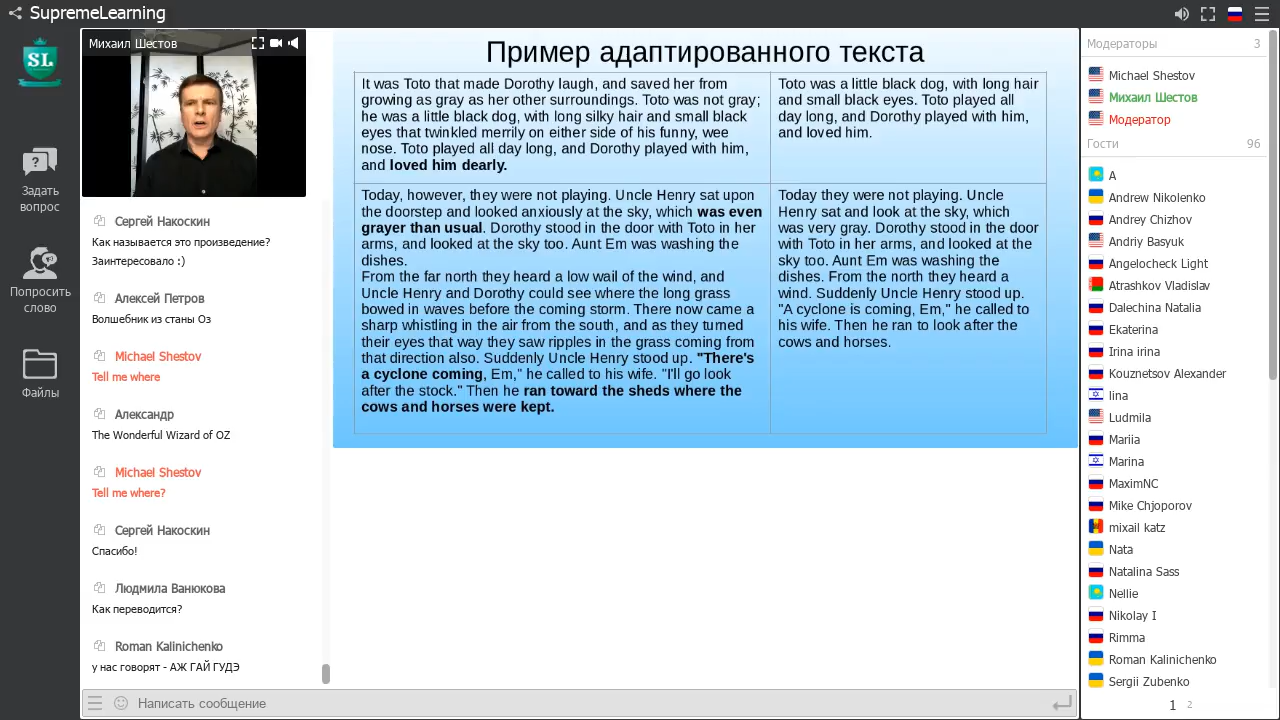 SupremeLearning
SL
Задать
вопрос
Попросить
слово
Файлы
Михаил Шестов
Сергей Накоскин
Как называется это произведение?
Заинтересовало :)
Алексей Петров
Волшебник из станы Оз
Michael Shestov
Tell me where
Александр
The Wonderful Wizard of OZ
Michael Shestov
Tell me where?
Сергей Накоскин
Спасибо!
Людмила Ванюкова
Как переводится?
Roman Kalinichenko
у нас говорят - АЖ ГАЙ ГУДЭ
Написать сообщение
Пример адаптированного текста
It was Toto that made Dorothy laugh, and saved her from
growing as gray as her other surroundings. Toto was not gray;
he was a little black dog, with long silky hair and small black
eyes that twinkled merrily on either side of his funny, wee
nose. Toto played all day long, and Dorothy played with him,
and loved him dearly.
Toto was a little black dog, with long hair
and small black eyes. Toto played all
day long, and Dorothy played with him,
and loved him.
Today, however, they were not playing. Uncle Henry sat upon
the doorstep and looked anxiously at the sky, which was even
grayer than usual. Dorothy stood in the door with Toto in her
arms, and looked at the sky too. Aunt Em was washing the
dishes.
From the far north they heard a low wail of the wind, and
Uncle Henry and Dorothy could see where the long grass
bowed in waves before the coming storm. There now came a
sharp whistling in the air from the south, and as they turned
their eyes that way they saw ripples in the grass coming from
that direction also. Suddenly Uncle Henry stood up. "There's
a cyclone coming, Em," he called to his wife. "I'll go look
after the stock." Then he ran toward the sheds where the
cows and horses were kept.
Today they were not playing. Uncle
Henry sat and look at the sky, which
was very gray. Dorothy stood in the door
with Toto in her arms, and looked at the
sky too. Aunt Em was washing the
dishes. From the north they heard a
wind. Suddenly Uncle Henry stood up.
"A cyclone is coming, Em," he called to
his wife. Then he ran to look after the
cows and horses.
Модераторы 3
Michael Shestov
Михаил Шестов
Модератор
Гости 96
A
Andrew Nikolenko
Andrey Chizhov
Andriy Basyuk
Angelocheck Light
Atrashkov Vladislav
Dalechina Natalia
Ekaterina
Irina irina
Kouznetsov Alexander
lina
Ludmila
Mariia
Marina
MaximNC
Mike Chjoporov
mixail katz
Nata
Natalina Sass
Nellie
Nikolay I
Rimma
Roman Kalinichenko
Sergii Zubenko
1 2